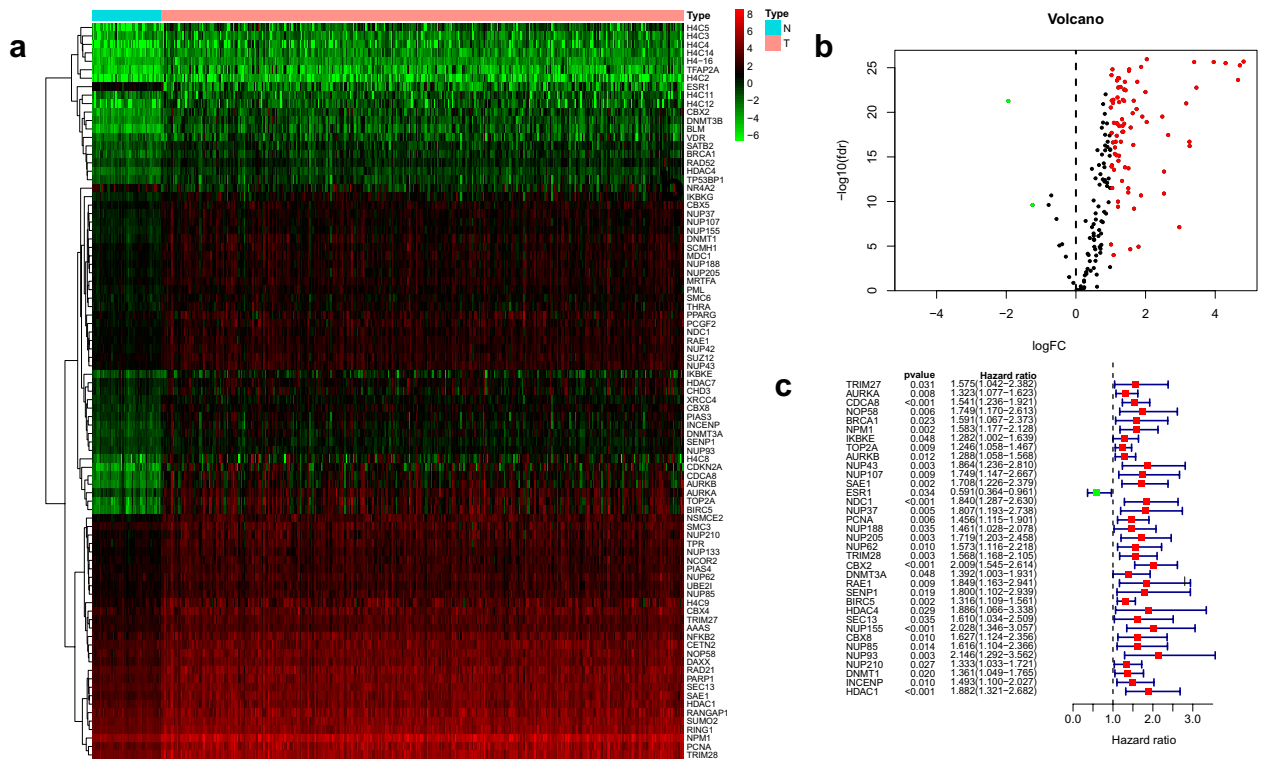 a
Type
H4C5
H4C3
H4C4
H4C14
H4−16
TFAP2A
H4C2
ESR1
H4C11
H4C12
CBX2
DNMT3B
BLM
VDR
SATB2
BRCA1
RAD52
HDAC4
TP53BP1
NR4A2
IKBKG
CBX5
NUP37
NUP107
NUP155
DNMT1
SCMH1
MDC1
NUP188
NUP205
MRTFA
PML
SMC6
THRA
PPARG
PCGF2
NDC1
RAE1
NUP42
SUZ12
NUP43
IKBKE
HDAC7
CHD3
XRCC4
CBX8
PIAS3
INCENP
DNMT3A
SENP1
NUP93
H4C8
CDKN2A
CDCA8
AURKB
AURKA
TOP2A
BIRC5
NSMCE2
SMC3
NUP210
TPR
NUP133
NCOR2
PIAS4
NUP62
UBE2I
NUP85
H4C9
CBX4
TRIM27
AAAS
NFKB2
CETN2
NOP58
DAXX
RAD21
PARP1
SEC13
SAE1
HDAC1
RANGAP1
SUMO2
RING1
NPM1
PCNA
TRIM28
8
6
4
2
0
−2
−4
−6
Type
N
T
b
Volcano
−log10(fdr)
25
20
15
10
5
0
−4 −2 0 2 4
logFC
c
pvalue Hazard ratio
TRIM27 0.031 1.575(1.042−2.382)
AURKA 0.008 1.323(1.077−1.623)
CDCA8 <0.001 1.541(1.236−1.921)
NOP58 0.006 1.749(1.170−2.613)
BRCA1 0.023 1.591(1.067−2.373)
NPM1 0.002 1.583(1.177−2.128)
IKBKE 0.048 1.282(1.002−1.639)
TOP2A 0.009 1.246(1.058−1.467)
AURKB 0.012 1.288(1.058−1.568)
NUP43 0.003 1.864(1.236−2.810)
NUP107 0.009 1.749(1.147−2.667)
SAE1 0.002 1.708(1.226−2.379)
ESR1 0.034 0.591(0.364−0.961)
NDC1 <0.001 1.840(1.287−2.630)
NUP37 0.005 1.807(1.193−2.738)
PCNA 0.006 1.456(1.115−1.901)
NUP188 0.035 1.461(1.028−2.078)
NUP205 0.003 1.719(1.203−2.458)
NUP62 0.010 1.573(1.116−2.218)
TRIM28 0.003 1.568(1.168−2.105)
CBX2 <0.001 2.009(1.545−2.614)
DNMT3A 0.048 1.392(1.003−1.931)
RAE1 0.009 1.849(1.163−2.941)
SENP1 0.019 1.800(1.102−2.939)
BIRC5 0.002 1.316(1.109−1.561)
HDAC4 0.029 1.886(1.066−3.338)
SEC13 0.035 1.610(1.034−2.509)
NUP155 <0.001 2.028(1.346−3.057)
CBX8 0.010 1.627(1.124−2.356)
NUP85 0.014 1.616(1.104−2.366)
NUP93 0.003 2.146(1.292−3.562)
NUP210 0.027 1.333(1.033−1.721)
DNMT1 0.020 1.361(1.049−1.765)
INCENP 0.010 1.493(1.100−2.027)
HDAC1 <0.001 1.882(1.321−2.682)
0.0 1.0 2.0 3.0
Hazard ratio